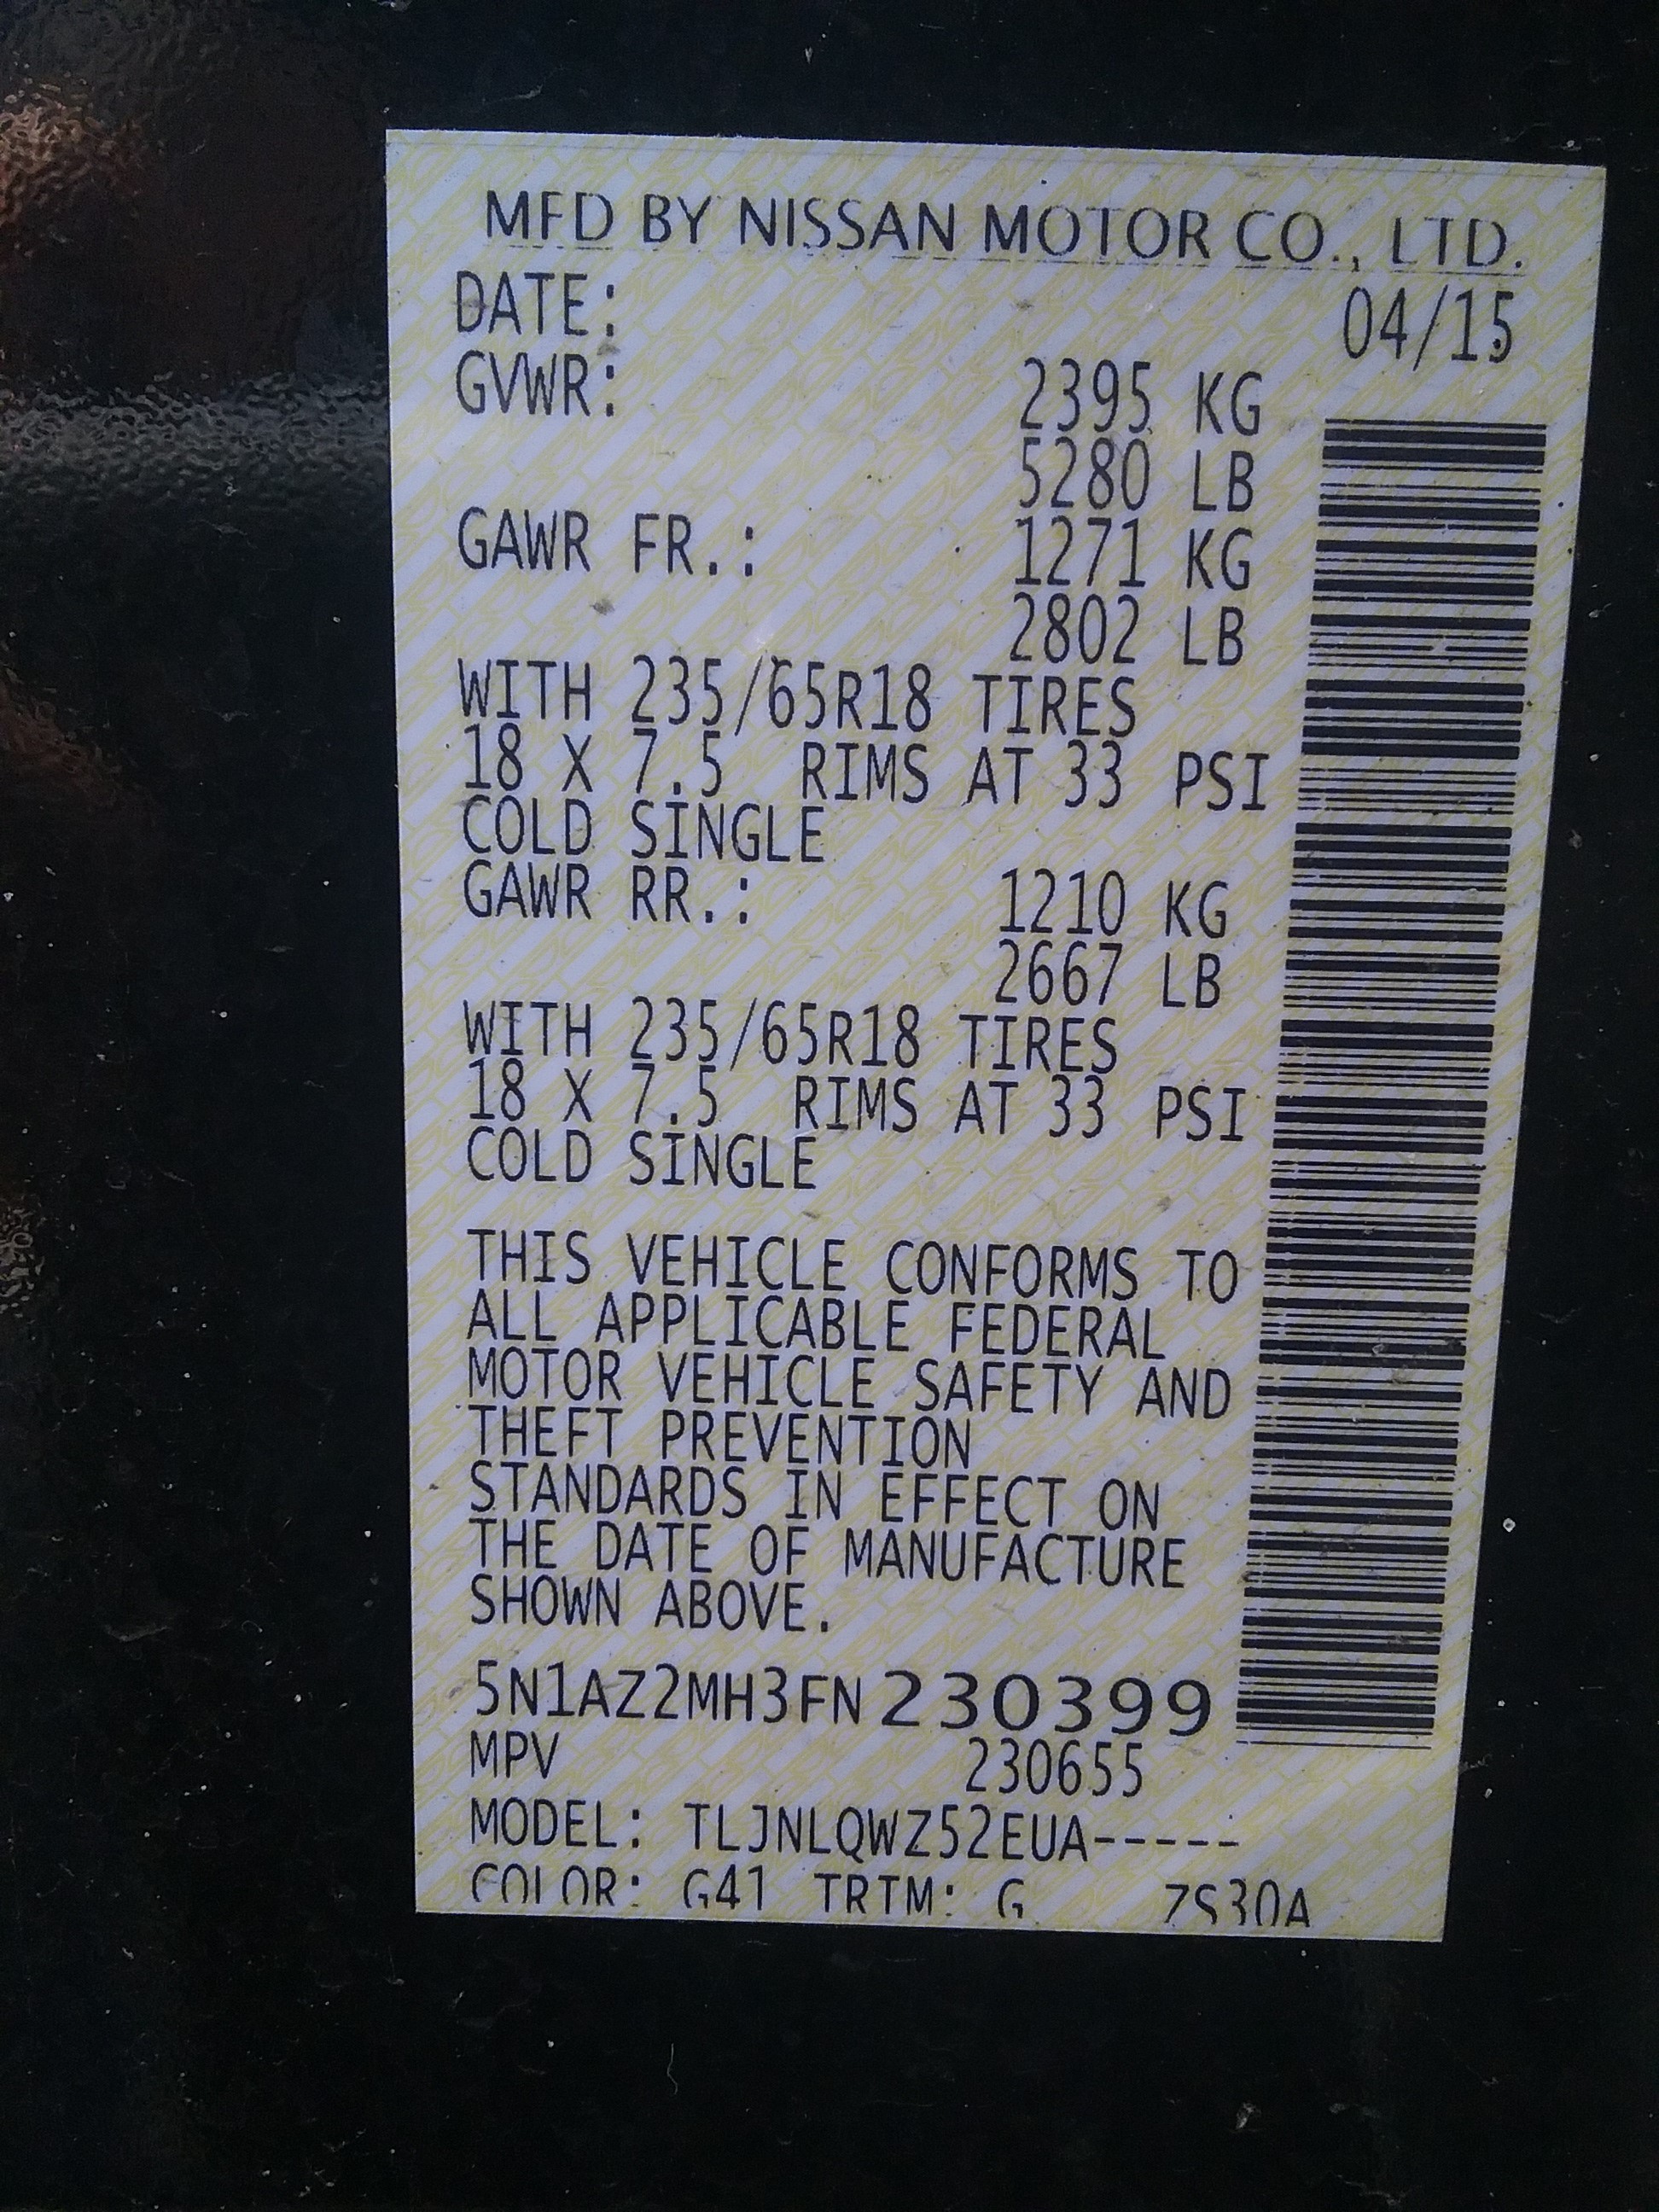 MFD BY NISSAN MOTOR CO., LTD.
DATE: 04/15
GVWR: 2395 KG
5280 LB
GAWR FR.: 1271 KG
2802 LB
WITH 235/65R18 TIRES
18 X 7.5 RIMS AT 33 PSI
COLD SINGLE
GAWR RR.: 1210 KG
2667 LB
WITH 235/65R18 TIRES
18 X 7.5 RIMS AT 33 PSI
COLD SINGLE
THIS VEHICLE CONFORMS TO
ALL APPLICABLE FEDERAL
MOTOR VEHICLE SAFETY AND
THEFT PREVENTION
STANDARDS IN EFFECT ON
THE DATE OF MANUFACTURE
SHOWN ABOVE.
5N1AZ2MH3FN230399
MPV 230655
MODEL: TLJNLQWZ52EUA-----
COLOR: G41 TRTM: G ZS30A